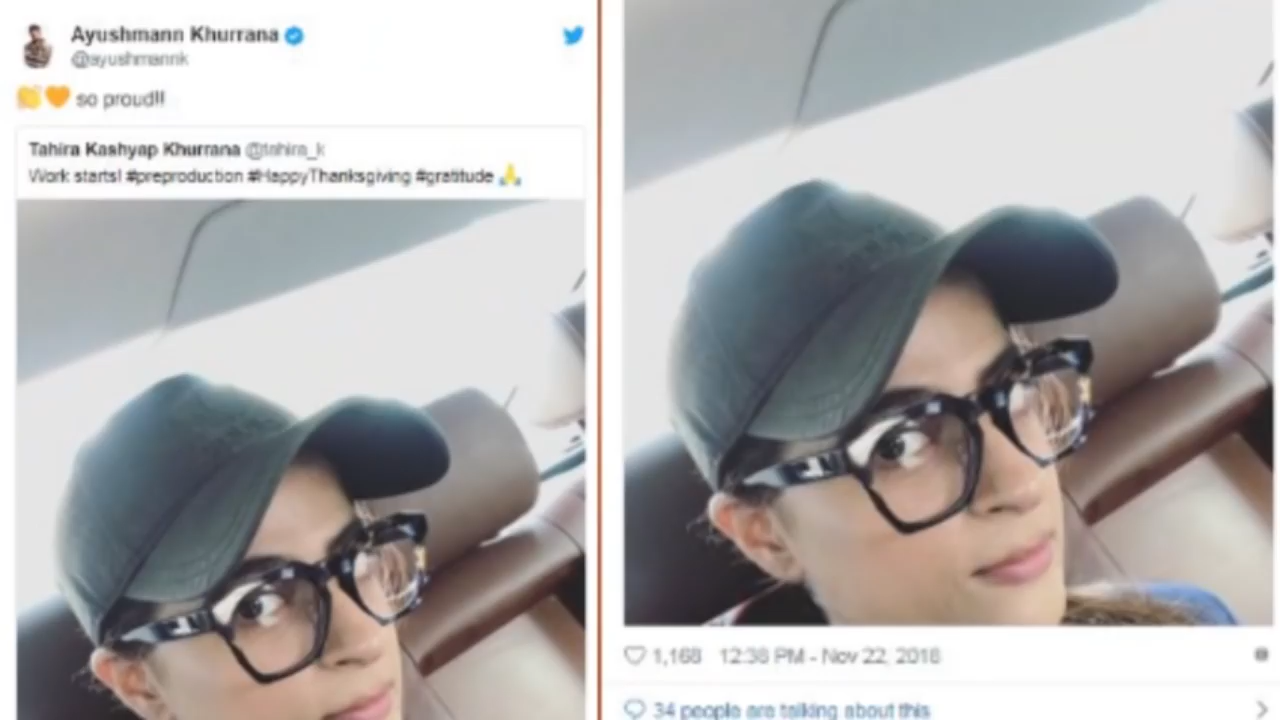 Ayushmann Khurrana
@ayushmannk
so proud!!
Tahira Kashyap Khurrana @tahira_k
Work starts! #preproduction #HappyThanksgiving #gratitude
1,168 12:38 PM - Nov 22, 2018
34 people are talking about this